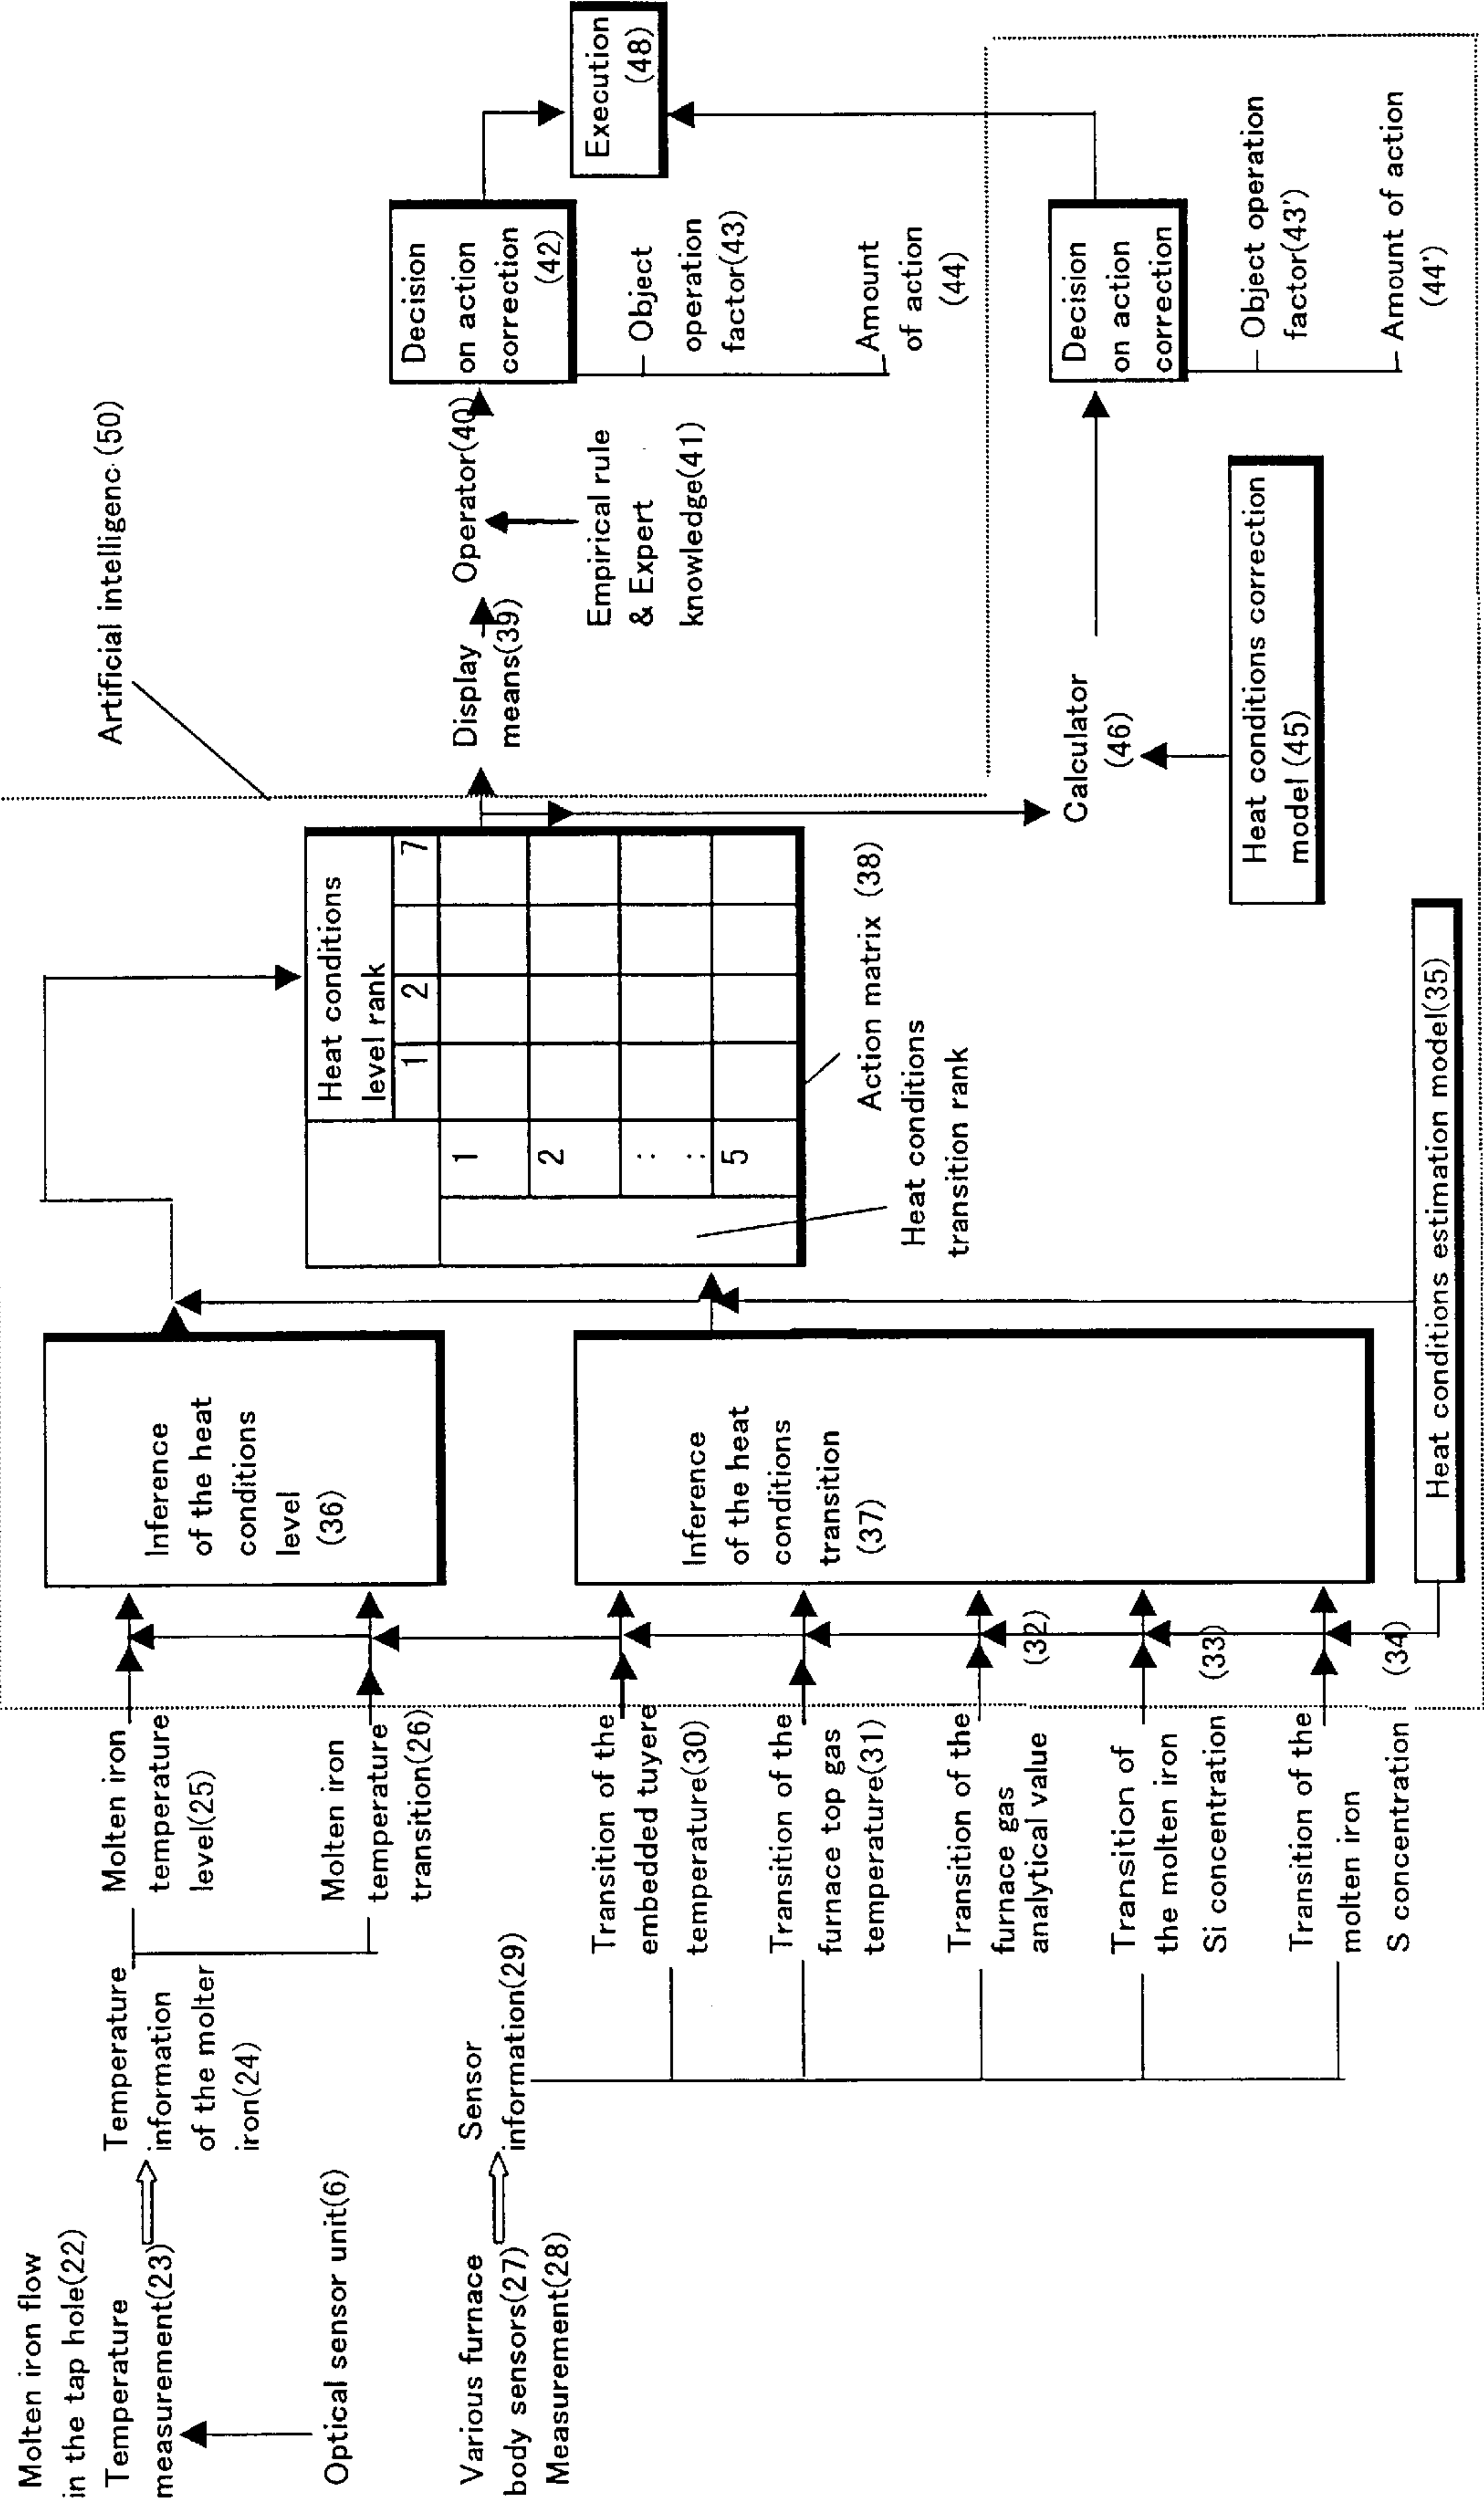 Molten iron flow
in the tap hole(22)
Temperature
measurement(23)
Optical sensor unit(6)
Temperature
information
of the molter
iron(24)
Molten iron
temperature
level(25)
Molten iron
temperature
transition(26)
Various furnace
body sensors(27)
Measurement(28)
Sensor
information(29)
Transition of the
embedded tuyere
temperature(30)
Transition of the
furnace top gas
temperature(31)
Transition of the
furnace gas
analytical value
(32)
Transition of
the molten iron
Si concentration
(33)
Transition of the
molten iron
S concentration
(34)
Inference
of the heat
conditions
level
(36)
Inference
of the heat
conditions
transition
(37)
Heat conditions estimation model(35)
Heat conditions
level rank
1 2 7
1
2
:
:
5
Heat conditions
transition rank
Action matrix (38)
Artificial intelligenc (50)
Display
means(39)
Operator(40)
Empirical rule
& Expert
knowledge(41)
Decision
on action
correction
(42)
Object
operation
factor(43)
Amount
of action
(44)
Execution
(48)
Calculator
(46)
Heat conditions correction
model (45)
Decision
on action
correction
Object operation
factor(43')
Amount of action
(44')